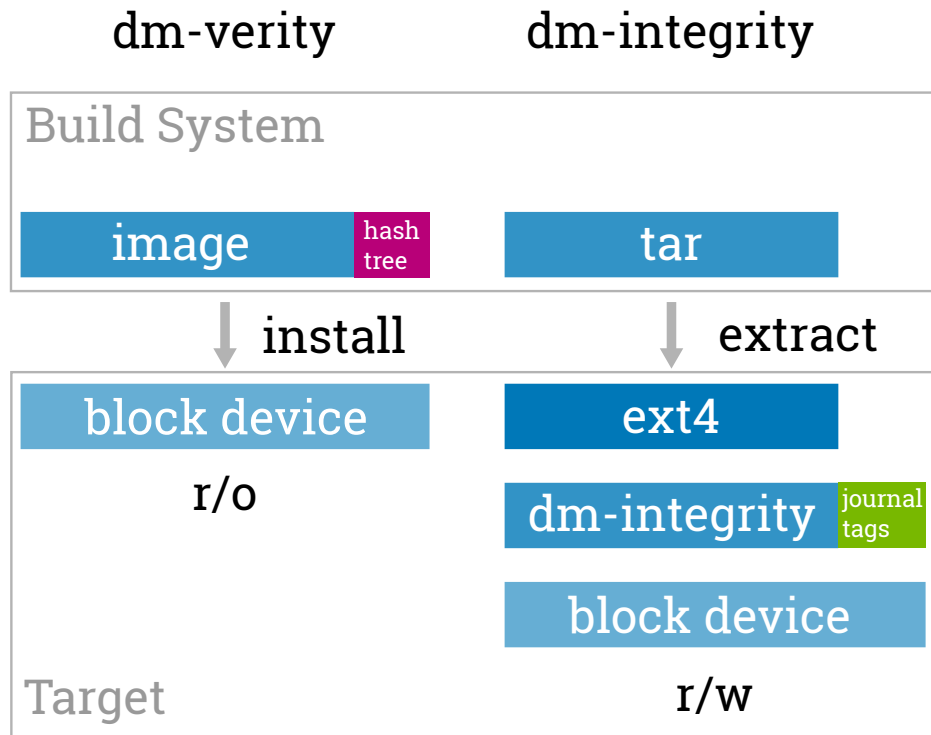 dm-verity
dm-integrity
Build System
image
hash
tree
tar
install
extract
block device
ext4
r/o
dm-integrity
journal
tags
block device
r/w
Target